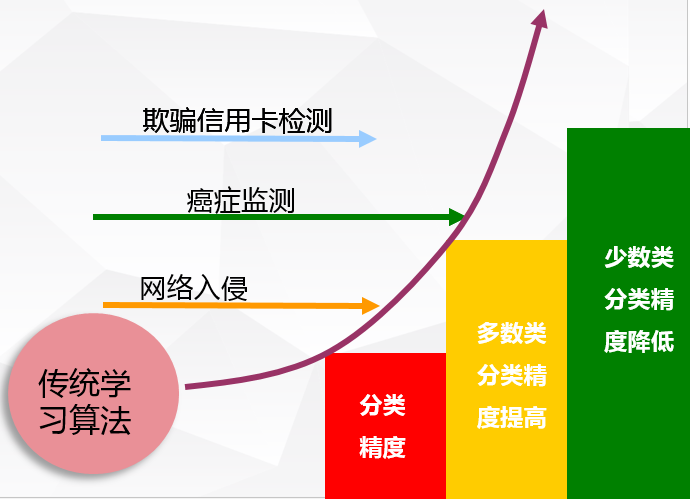 欺骗信用卡检测
癌症监测
网络入侵
传统学
习算法
分类
精度
多数类
分类精
度提高
少数类
分类精
度降低